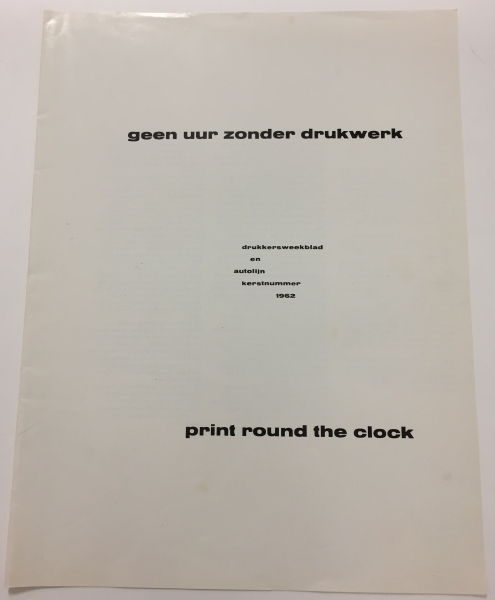 geen uur zonder drukwerk
drukkersweekblad
en
autolijn
kerstnummer
1962
print round the clock